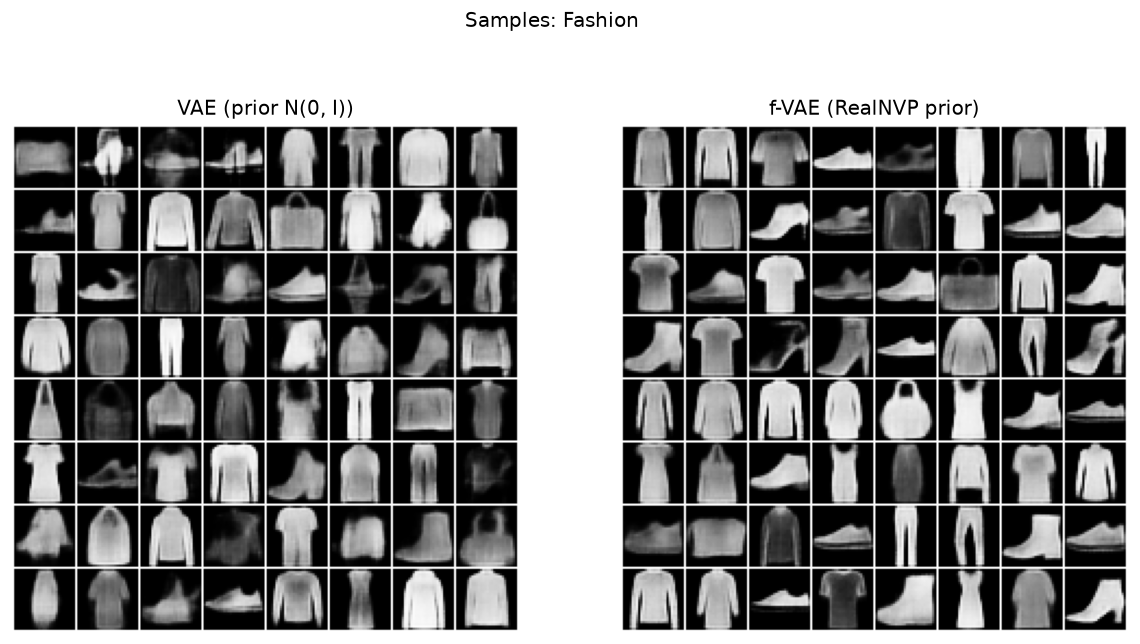 Samples: Fashion
VAE (prior N(0, I))
f-VAE (RealNVP prior)